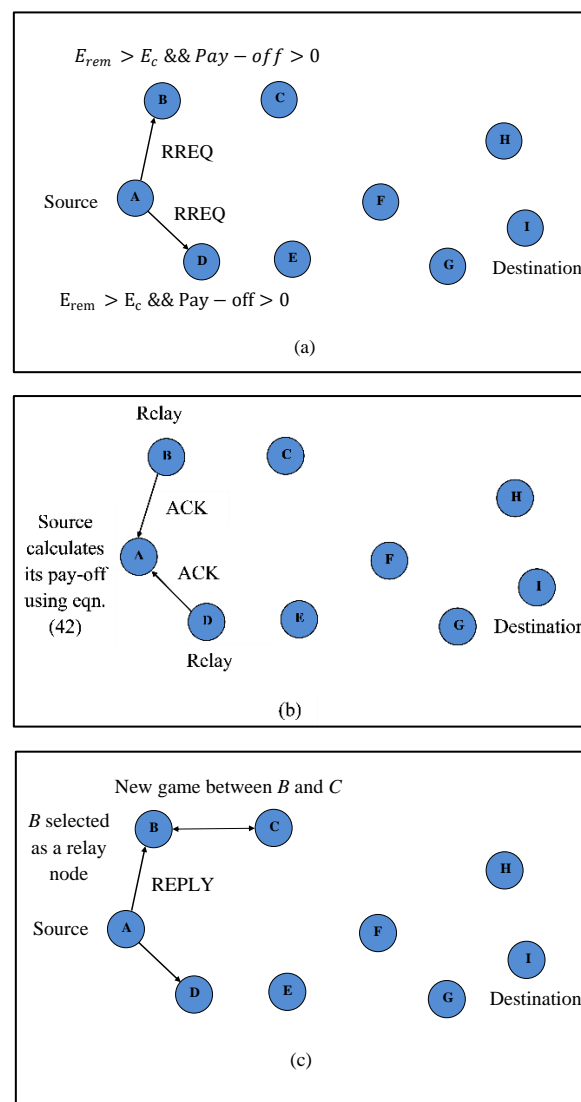 E_rem > E_c && Pay − off > 0
B
C
H
RREQ
Source
A
RREQ
F
I
D
E
G
Destination
E_rem > E_c && Pay − off > 0
(a)
Relay
B
C
ACK
H
Source
calculates
its pay-off
using eqn.
(42)
A
ACK
F
I
D
E
G
Destination
Relay
(b)
New game between B and C
B selected
as a relay
node
B
C
REPLY
H
Source
A
F
I
D
E
G
Destination
(c)